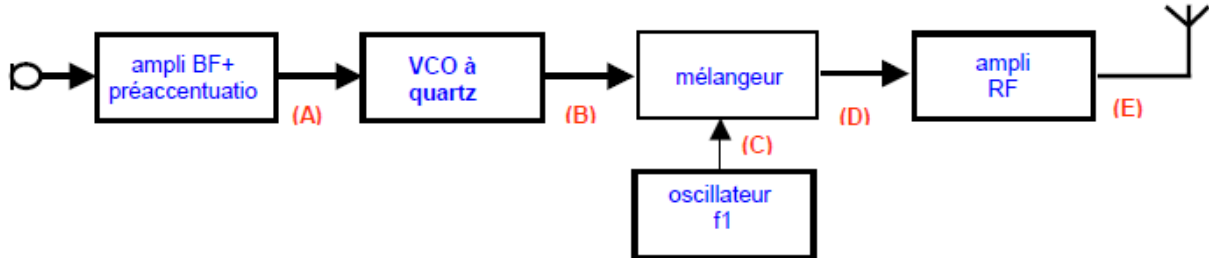 ampli BF+
préaccentuatio
(A)
VCO à
quartz
(B)
mélangeur
(C)
oscillateur
f1
(D)
ampli
RF
(E)